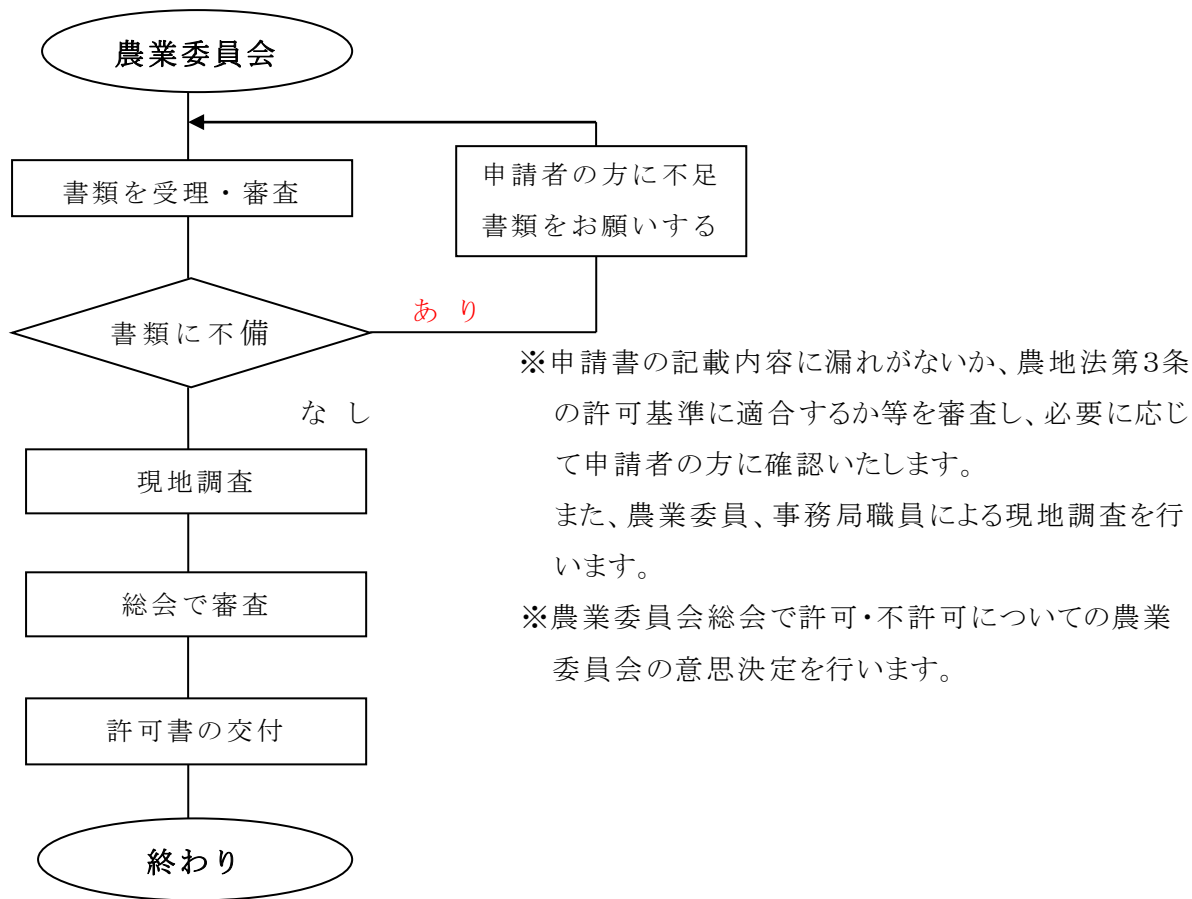 農業委員会
書類を受理・審査
申請者の方に不足
書類をお願いする
書類に不備
あり
なし
現地調査
総会で審査
許可書の交付
終わり
※申請書の記載内容に漏れがないか、農地法第3条
の許可基準に適合するか等を審査し、必要に応じ
て申請者の方に確認いたします。
また、農業委員、事務局職員による現地調査を行
います。
※農業委員会総会で許可・不許可についての農業
委員会の意思決定を行います。